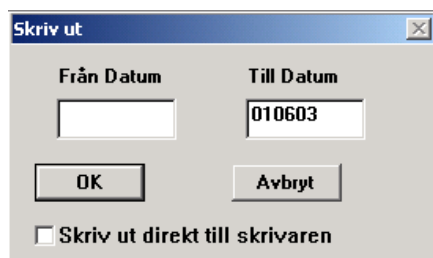 Skriv ut
Från Datum Till Datum
010603
OK Avbryt
Skriv ut direkt till skrivaren